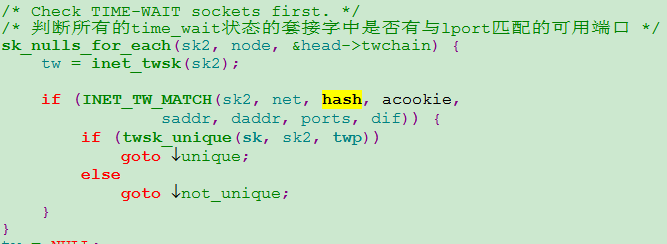 /* Check TIME-WAIT sockets first. */
/* 判断所有的time_wait状态的套接字中是否有与lport匹配的可用端口 */
sk_nulls_for_each(sk2, node, &head->twchain) {
tw = inet_twsk(sk2);
if (INET_TW_MATCH(sk2, net, hash, acookie,
saddr, daddr, ports, dif)) {
if (twsk_unique(sk, sk2, twp))
goto ↓unique;
else
goto ↓not_unique;
}
}
tw = NULL;